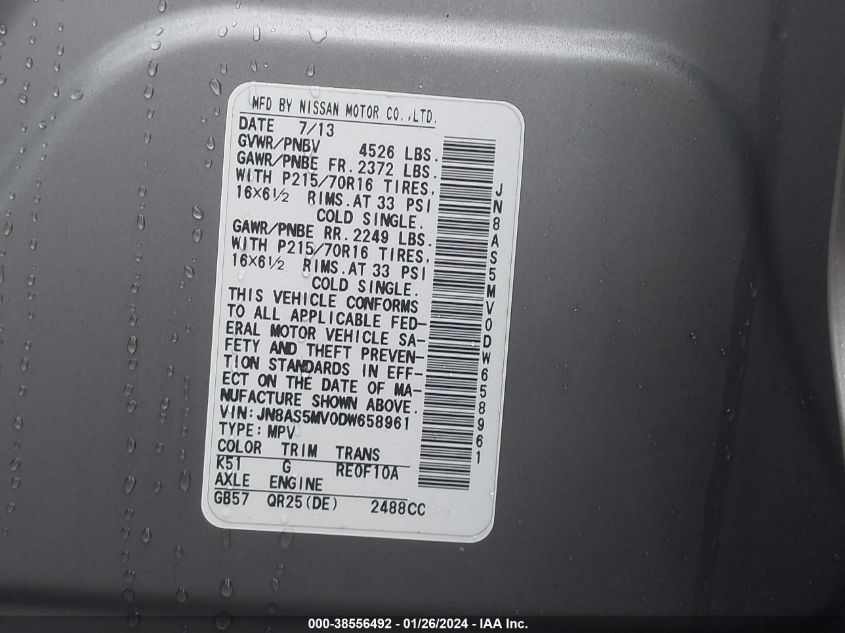 MFD BY NISSAN MOTOR CO.,LTD.
DATE 7/13
GVWR/PNBV 4526 LBS.
GAWR/PNBE FR. 2372 LBS.
WITH P215/70R16 TIRES,
16×6½ RIMS. AT 33 PSI
COLD SINGLE.
GAWR/PNBE RR. 2249 LBS.
WITH P215/70R16 TIRES,
16×6½ RIMS. AT 33 PSI
COLD SINGLE.
THIS VEHICLE CONFORMS
TO ALL APPLICABLE FED-
ERAL MOTOR VEHICLE SA-
FETY AND THEFT PREVEN-
TION STANDARDS IN EFF-
ECT ON THE DATE OF MA-
NUFACTURE SHOWN ABOVE.
VIN:JN8AS5MV0DW658961
TYPE:MPV
COLOR TRIM TRANS
K51 G RE0F10A
AXLE ENGINE
GB57 QR25(DE) 2488CC
JN8AS5MV0DW658961
000-38556492 - 01/26/2024 - IAA Inc.